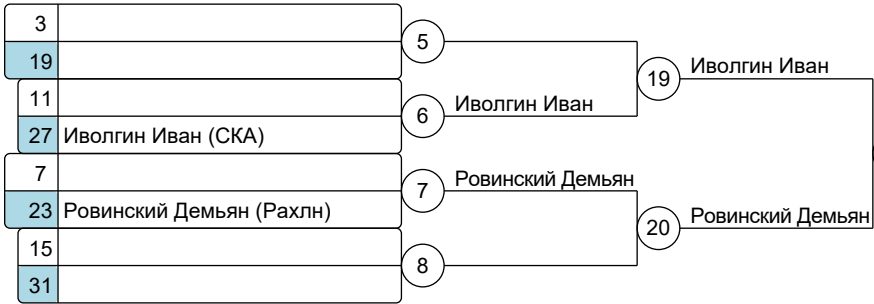 3
19
5
11
27 Иволгин Иван (СКА)
6
Иволгин Иван
19
Иволгин Иван
7
23 Ровинский Демьян (Рахлн)
7
Ровинский Демьян
15
31
8
20
Ровинский Демьян